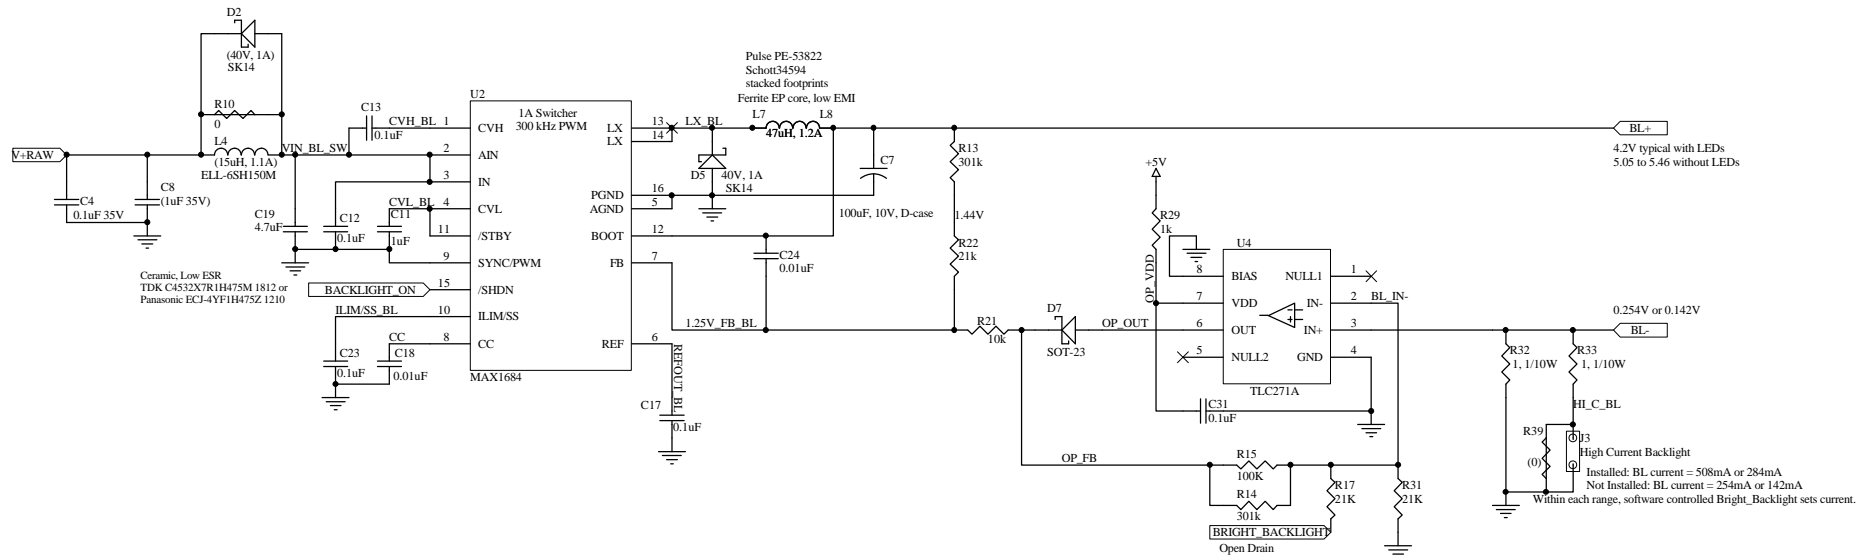 D2
(40V, 1A)
SK14
R10
0
L4
(15uH, 1.1A)
ELL-6SH150M
V+RAW
C4
0.1uF 35V
C8
(1uF 35V)
C13
0.1uF
CVH_BL
VIN_BL_SW
C19
4.7uF
C12
0.1uF
CVL_BL
C11
1uF
Ceramic, Low ESR
TDK C4532X7R1H475M 1812 or
Panasonic ECJ-4YF1H475Z 1210
BACKLIGHT_ON
ILIM/SS_BL
CC
C23
0.1uF
C18
0.01uF
U2
1A Switcher
300 kHz PWM
1 CVH
2 AIN
3 IN
4 CVL
11 /STBY
9 SYNC/PWM
15 /SHDN
10 ILIM/SS
8 CC
LX 13
LX 14
PGND 16
AGND 5
BOOT 12
FB 7
REF 6
MAX1684
LX_BL
Pulse PE-53822
Schott34594
stacked footprints
Ferrite EP core, low EMI
L7 L8
47uH, 1.2A
D5
40V, 1A
SK14
C7
100uF, 10V, D-case
C24
0.01uF
1.25V_FB_BL
REFOUT_BL
C17
0.1uF
R13
301k
1.44V
R22
21k
R21
10k
D7
SOT-23
OP_OUT
+5V
R29
1k
OP_VDD
U4
8 BIAS
7 VDD
6 OUT
5 NULL2
NULL1 1
IN- 2
IN+ 3
GND 4
TLC271A
BL_IN-
C31
0.1uF
OP_FB
R15
100K
R14
301k
R17
21K
R31
21K
BRIGHT_BACKLIGHT
Open Drain
BL+
4.2V typical with LEDs
5.05 to 5.46 without LEDs
0.254V or 0.142V
BL-
R32
1, 1/10W
R33
1, 1/10W
HI_C_BL
R39
(0)
J3
High Current Backlight
Installed: BL current = 508mA or 284mA
Not Installed: BL current = 254mA or 142mA
Within each range, software controlled Bright_Backlight sets current.